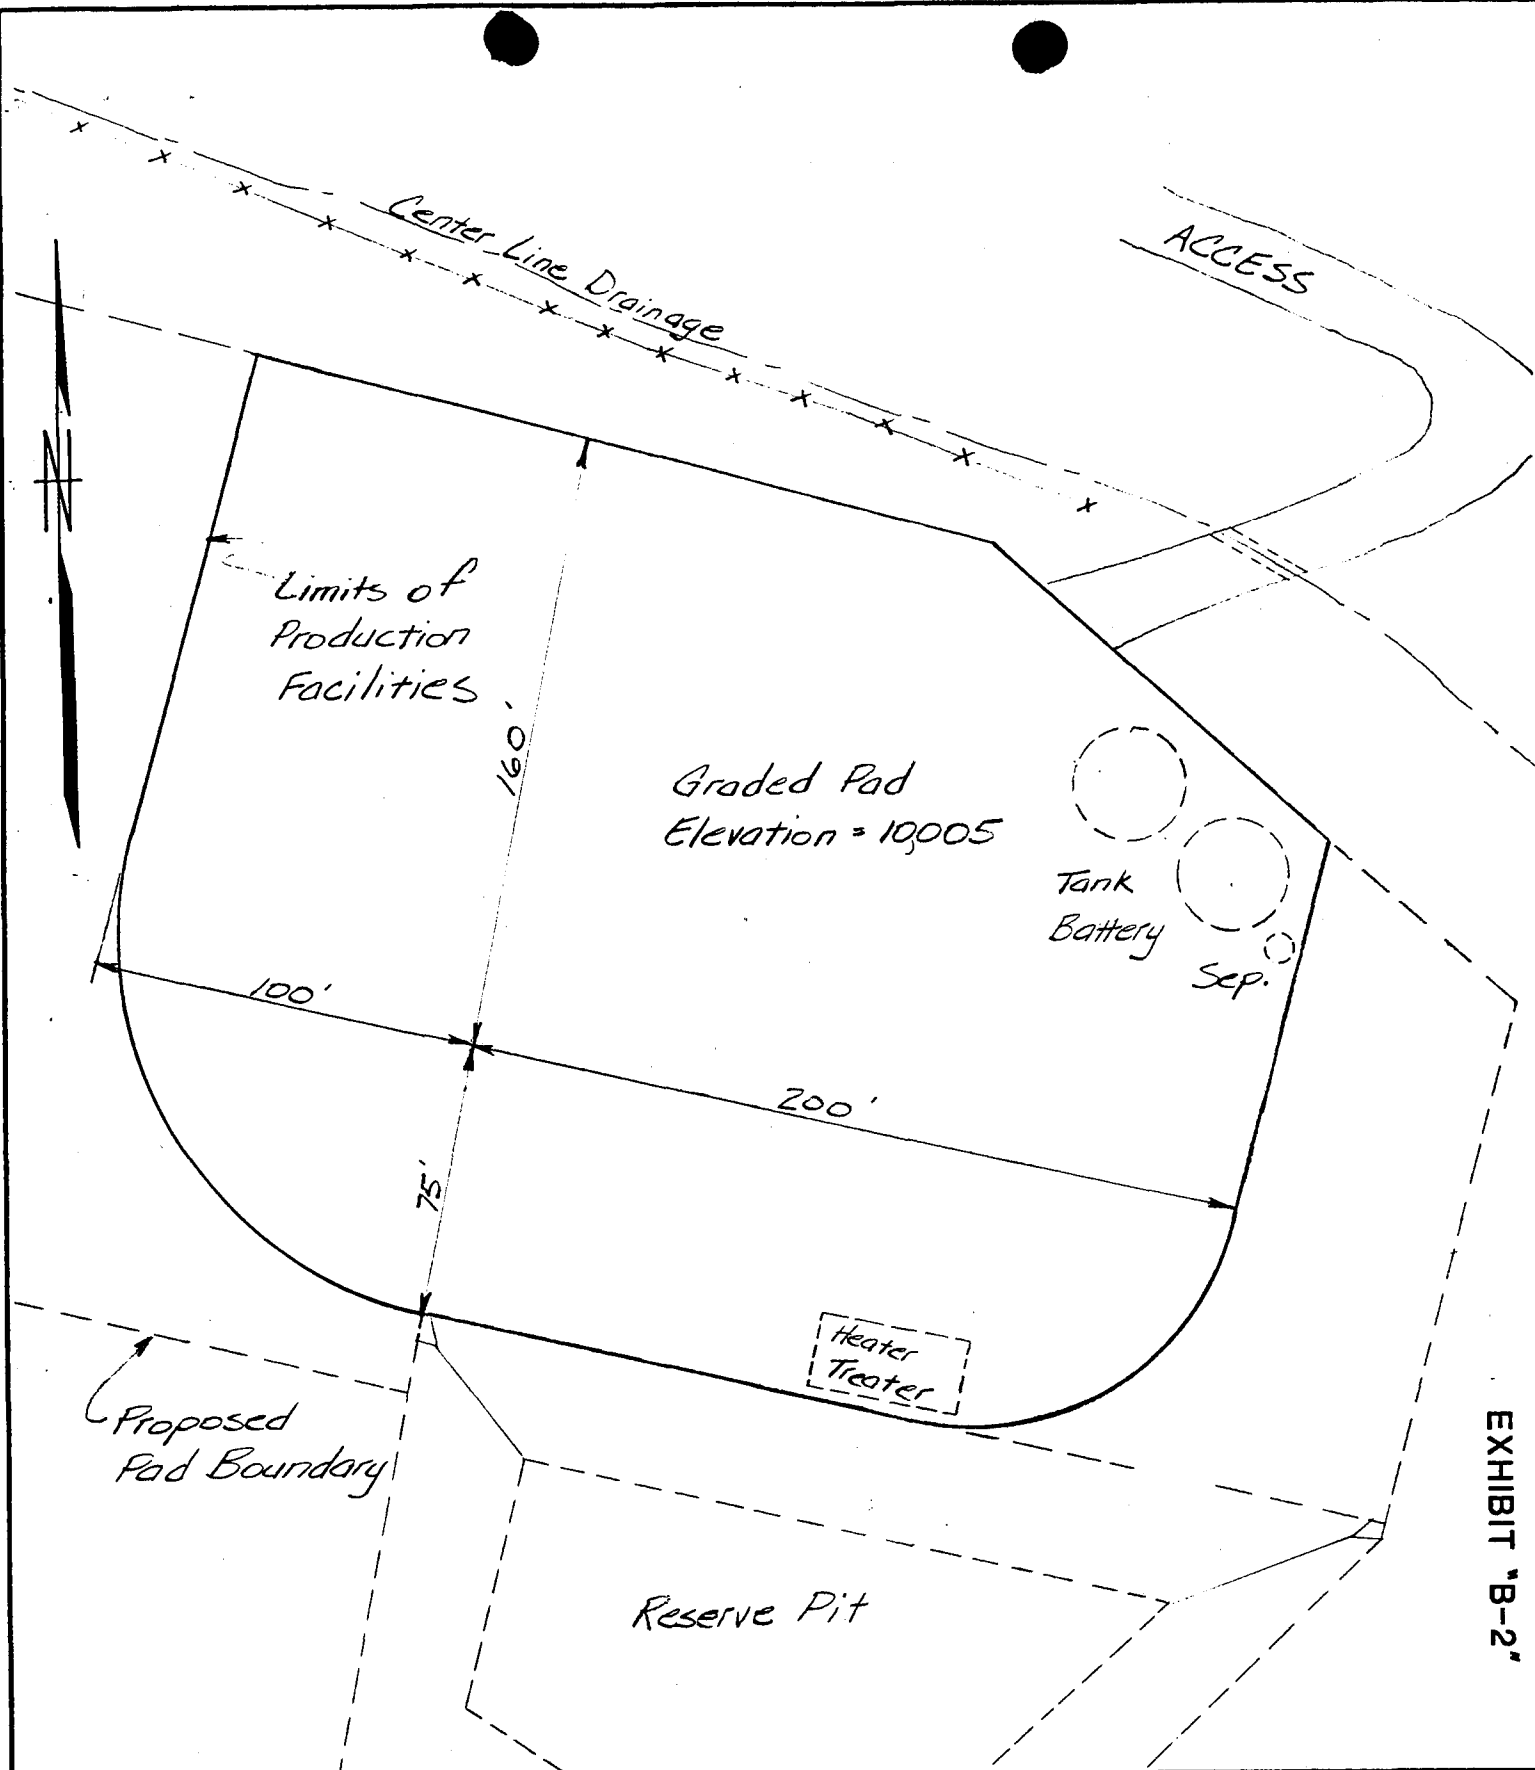 Center Line Drainage
ACCESS
N
Limits of
Production
Facilities
160'
Graded Pad
Elevation = 10,005
Tank
Battery
Sep.
100'
200'
75'
Heater
Treater
Proposed
Pad Boundary
Reserve Pit
EXHIBIT "B-2"